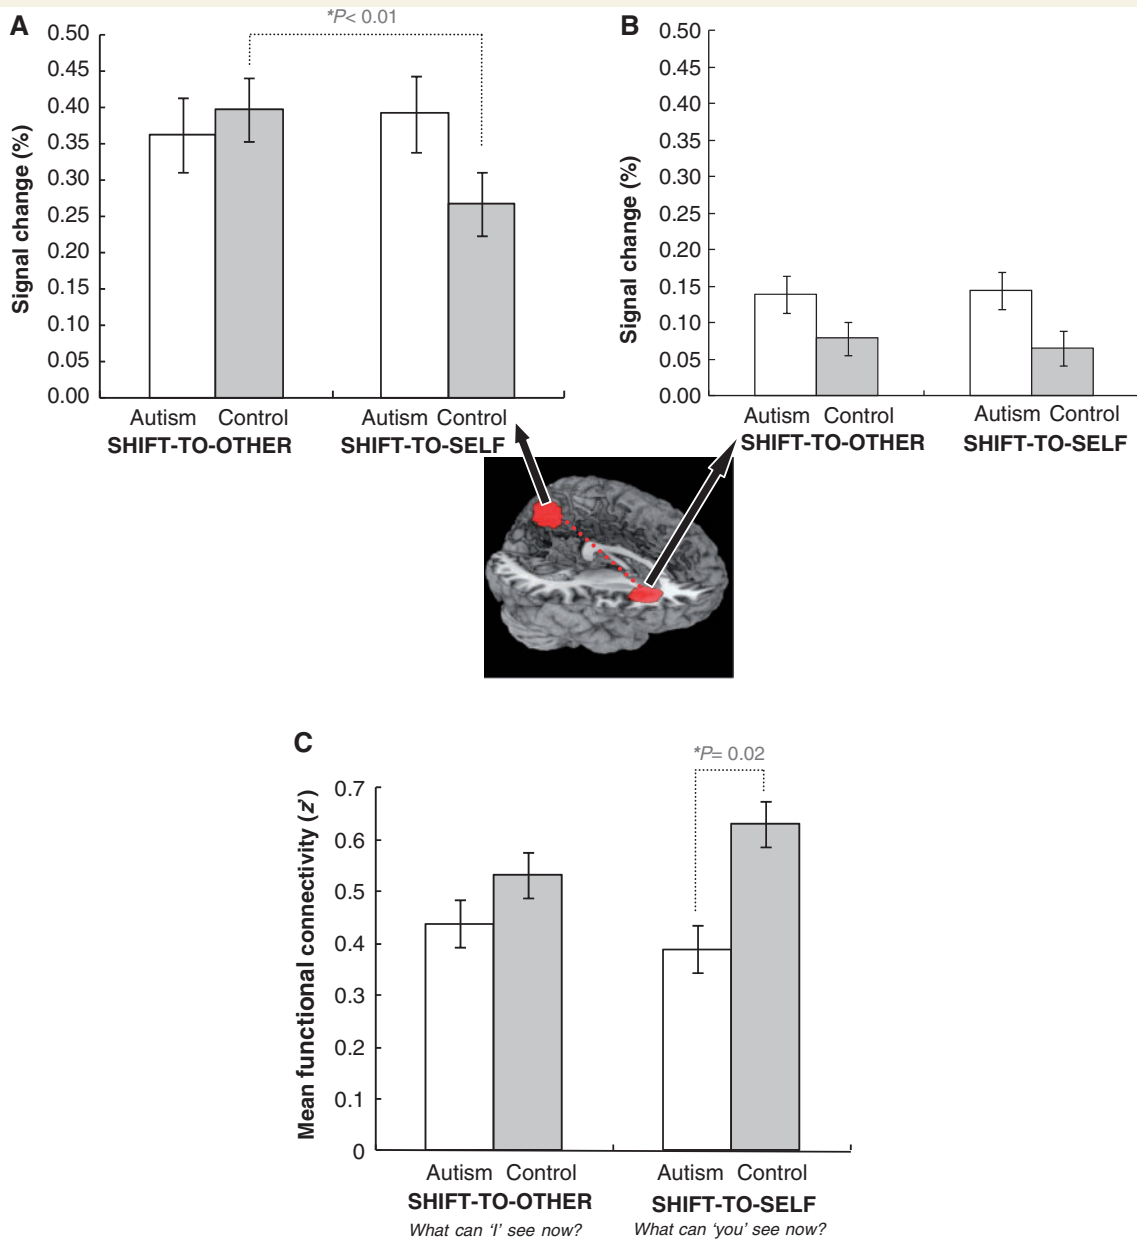 A
*P< 0.01
Signal change (%)
0.50
0.45
0.40
0.35
0.30
0.25
0.20
0.15
0.10
0.05
0.00
Autism Control
SHIFT-TO-OTHER
Autism Control
SHIFT-TO-SELF
B
Signal change (%)
0.50
0.45
0.40
0.35
0.30
0.25
0.20
0.15
0.10
0.05
0.00
Autism Control
SHIFT-TO-OTHER
Autism Control
SHIFT-TO-SELF
C
*P= 0.02
Mean functional connectivity (z')
0.7
0.6
0.5
0.4
0.3
0.2
0.1
0
Autism Control
SHIFT-TO-OTHER
What can 'I' see now?
Autism Control
SHIFT-TO-SELF
What can 'you' see now?